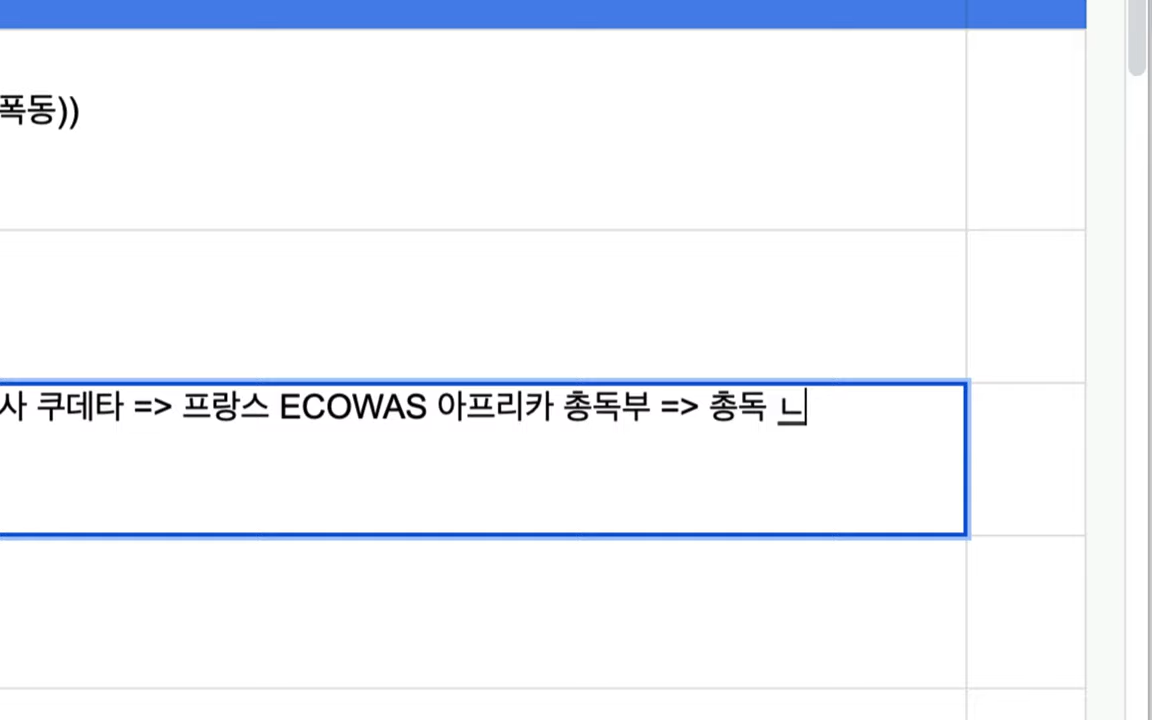 폭동))
사 쿠데타 => 프랑스 ECOWAS 아프리카 총독부 => 총독 ㄴ